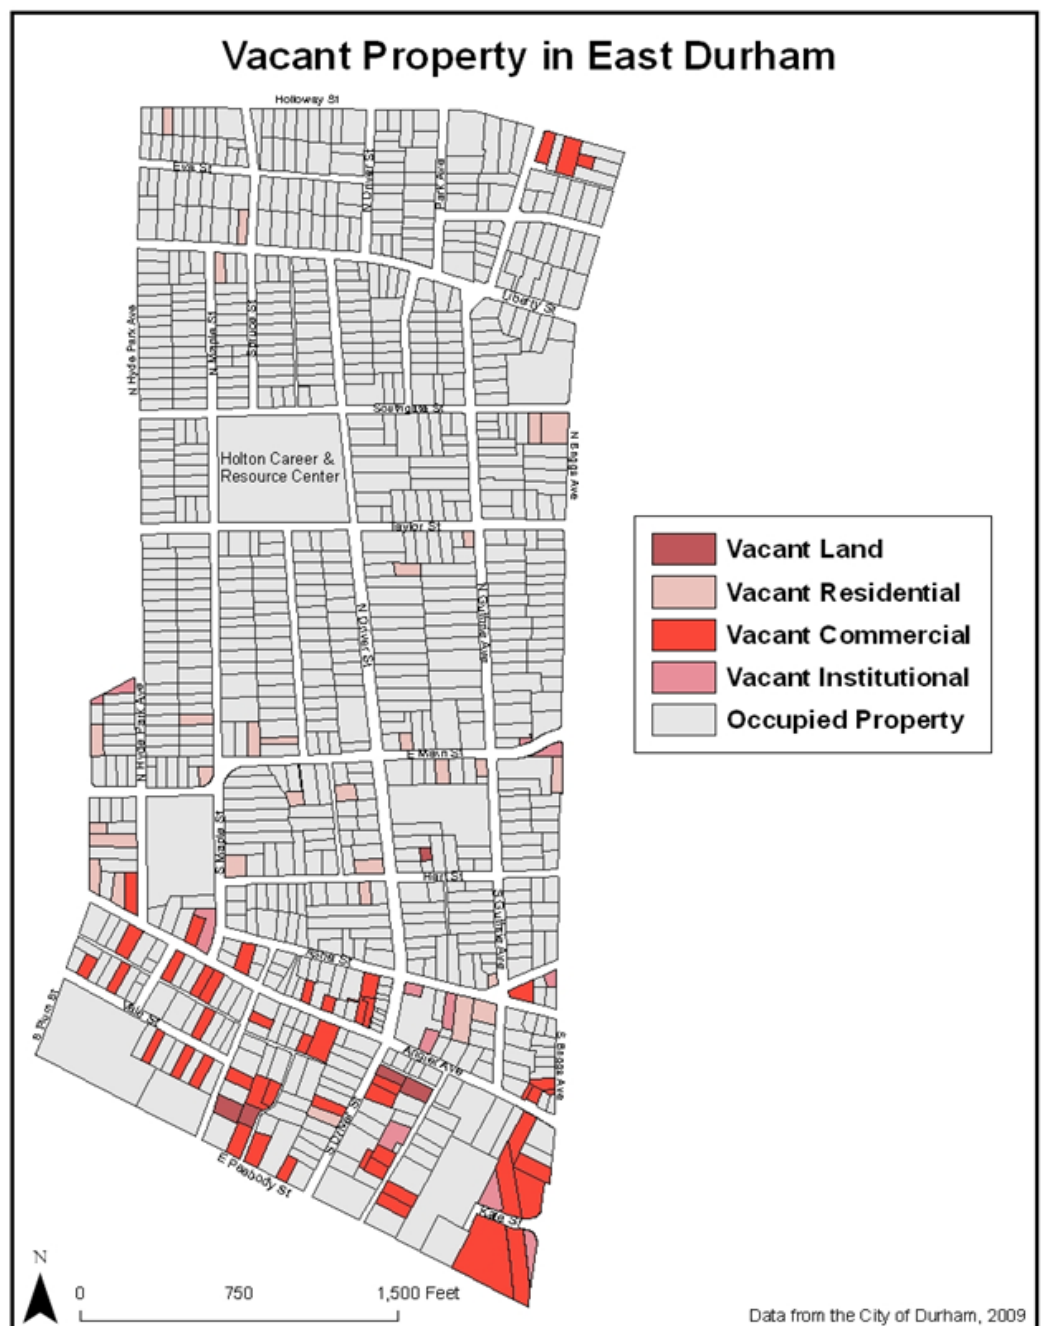 Vacant Property in East Durham
Holloway St
N Driver St
Park Ave
Liberty St
N Hyde Park Ave
N Maple St
Spruce St
Southgate St
Holton Career &
Resource Center
N Briggs Ave
Taylor St
N Driver St
N Guthrie Ave
N Hyde Park Ave
E Main St
S Maple St
Hart St
S Guthrie Ave
S Plum St
Vale St
Angier Ave
S Briggs Ave
S Driver St
E Peabody St
Kate St
Vacant Land
Vacant Residential
Vacant Commercial
Vacant Institutional
Occupied Property
N
0
750
1,500 Feet
Data from the City of Durham, 2009